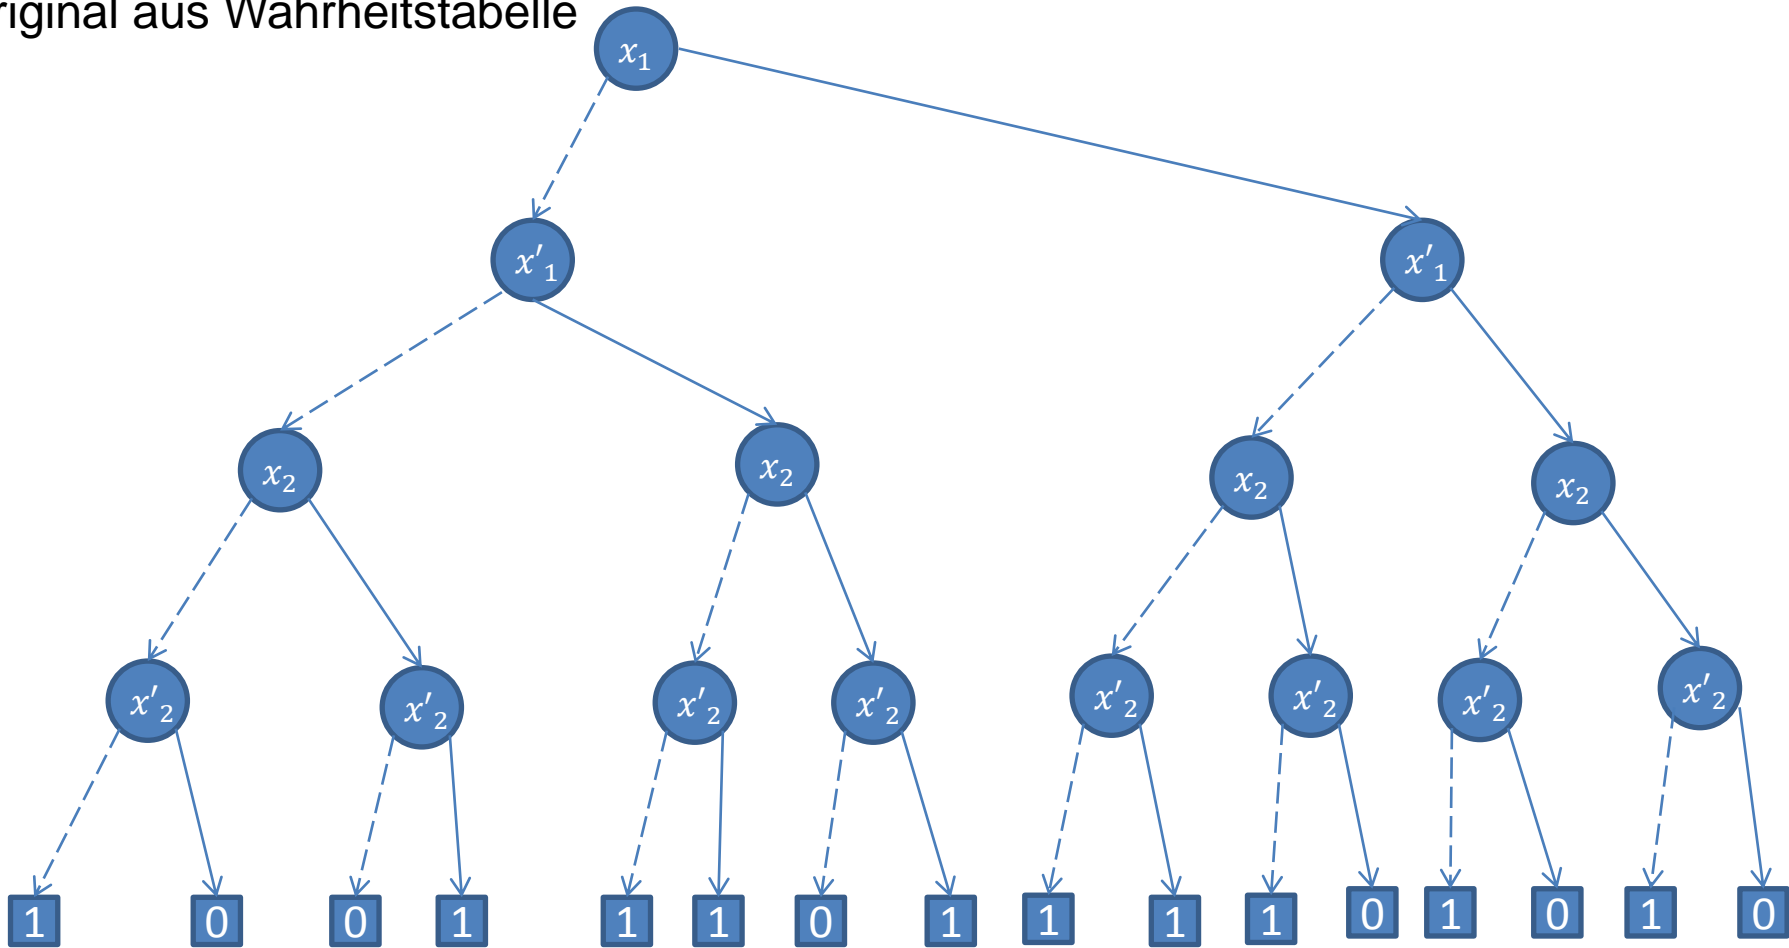 riginal aus Wahrheitstabelle
x₁
x′₁ x′₁
x₂ x₂ x₂ x₂
x′₂ x′₂ x′₂ x′₂ x′₂ x′₂ x′₂ x′₂
1 0 0 1 1 1 0 1 1 1 1 0 1 0 1 0